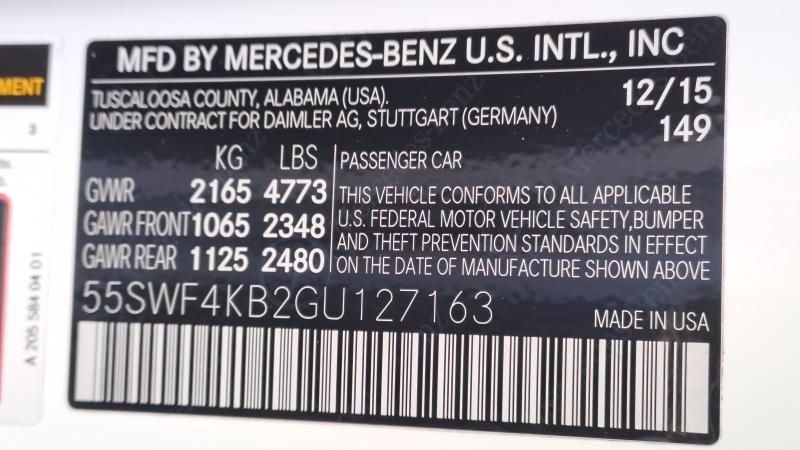 MFD BY MERCEDES-BENZ U.S. INTL., INC
TUSCALOOSA COUNTY, ALABAMA (USA).
UNDER CONTRACT FOR DAIMLER AG, STUTTGART (GERMANY)
12/15
149
KG LBS
GVWR 2165 4773
GAWR FRONT 1065 2348
GAWR REAR 1125 2480
PASSENGER CAR
THIS VEHICLE CONFORMS TO ALL APPLICABLE
U.S. FEDERAL MOTOR VEHICLE SAFETY,BUMPER
AND THEFT PREVENTION STANDARDS IN EFFECT
ON THE DATE OF MANUFACTURE SHOWN ABOVE
55SWF4KB2GU127163
MADE IN USA
MENT
3
A 205 584 04 01